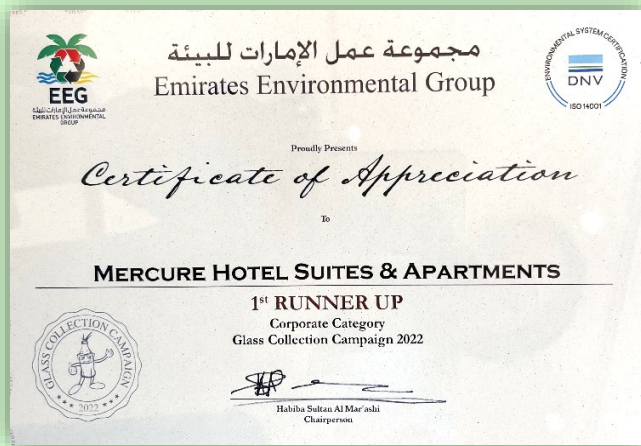 مجموعة عمل الإمارات للبيئة
Emirates Environmental Group
EEG
مجموعة عمل الإمارات للبيئة
EMIRATES ENVIRONMENTAL
GROUP
ENVIRONMENTAL SYSTEM CERTIFICATION
DNV
ISO 14001
Proudly Presents
Certificate of Appreciation
To
MERCURE HOTEL SUITES & APARTMENTS
1st RUNNER UP
Corporate Category
Glass Collection Campaign 2022
GLASS COLLECTION CAMPAIGN
2022
Habiba Sultan Al Mar'ashi
Chairperson